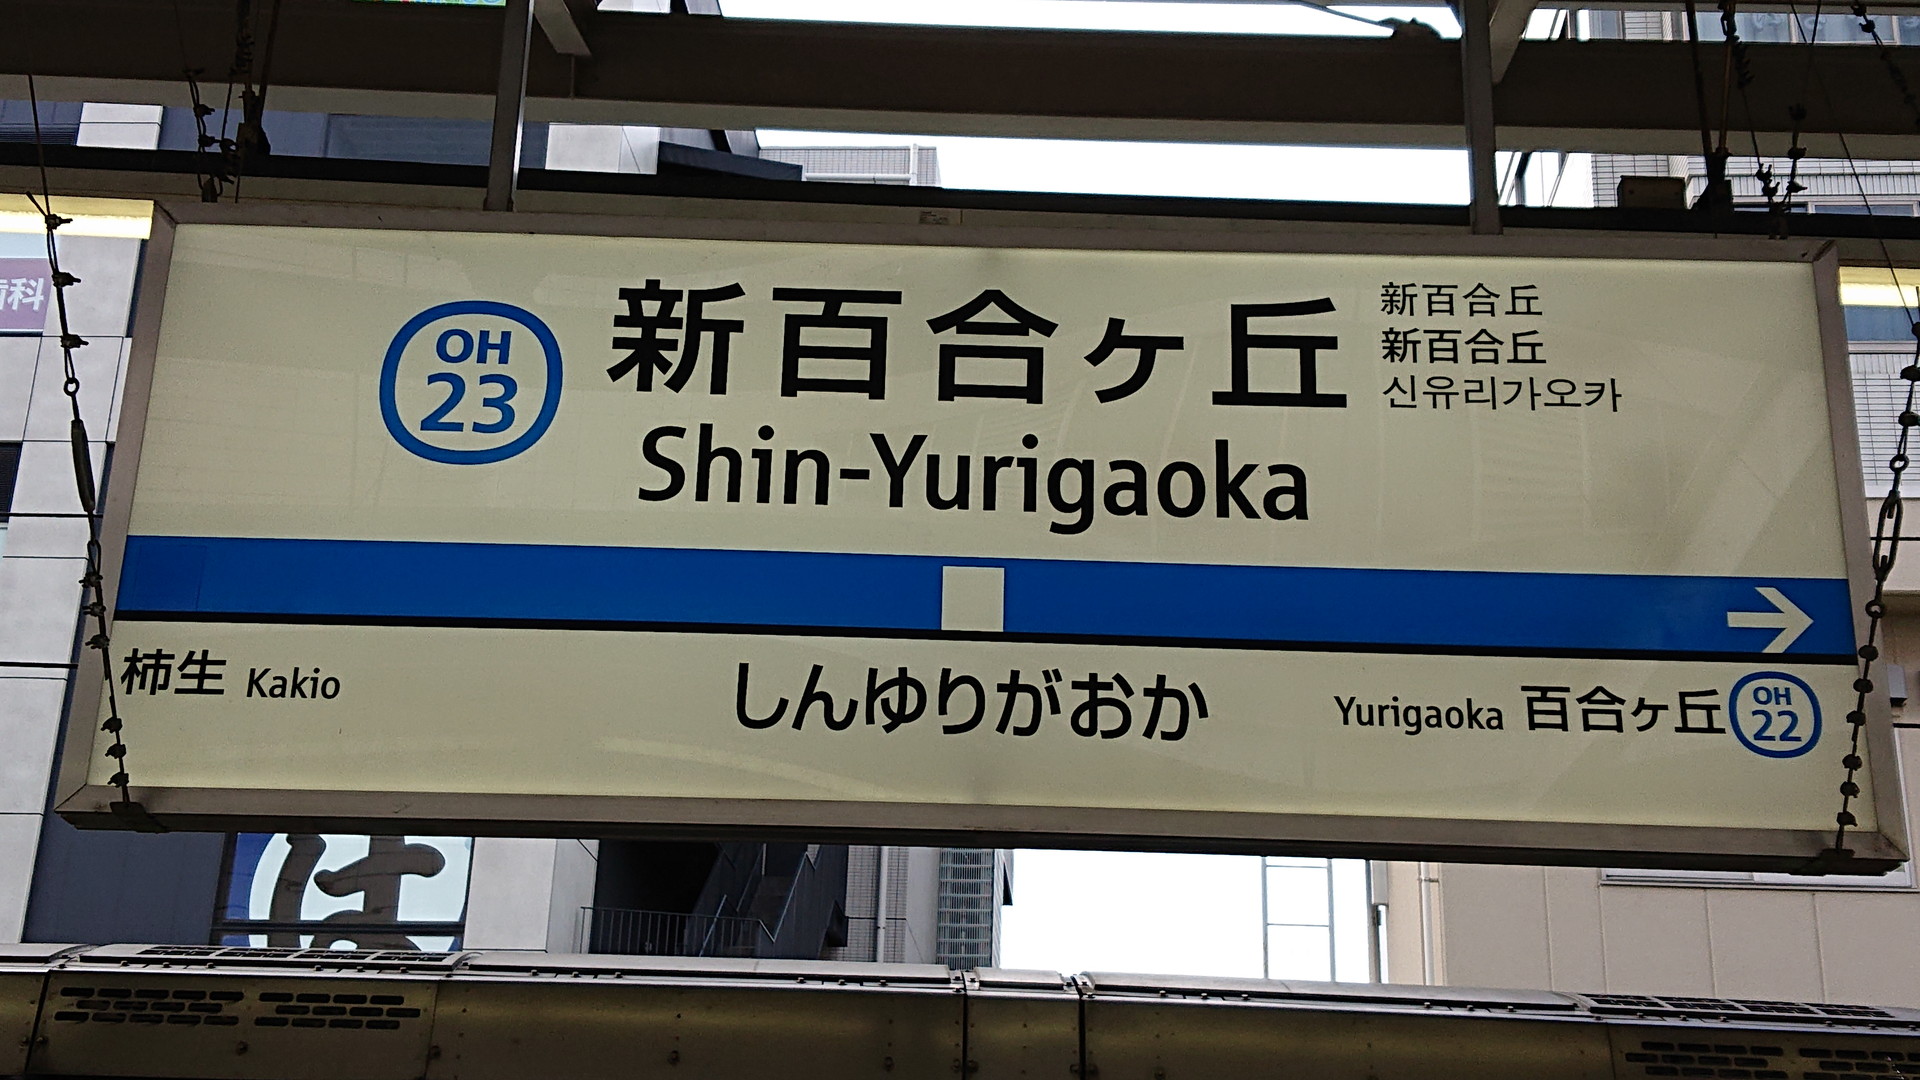 OH
23
新百合ヶ丘
Shin-Yurigaoka
新百合丘
新百合丘
신유리가오카
柿生 Kakio
しんゆりがおか
Yurigaoka 百合ヶ丘
OH
22
歯科